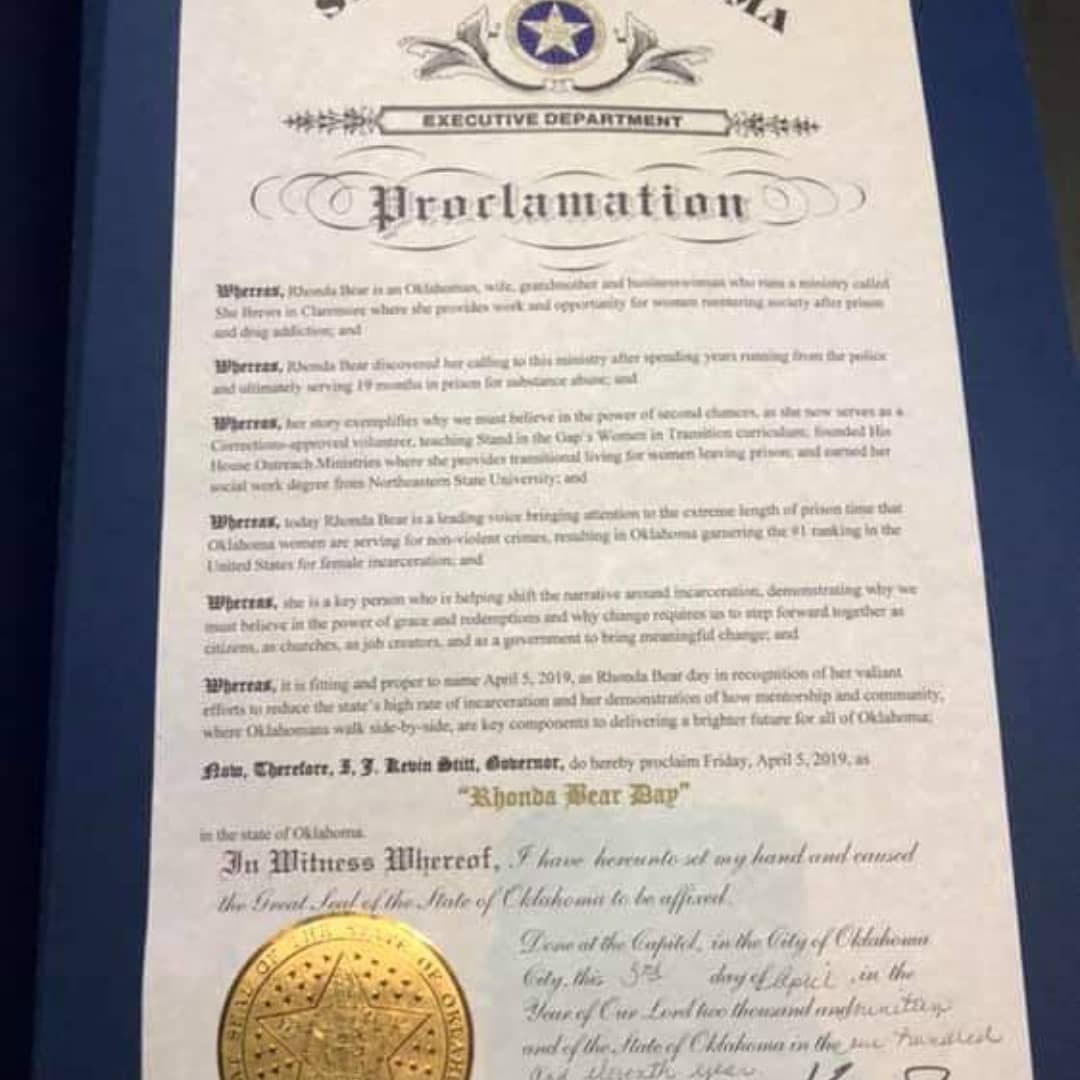 EXECUTIVE DEPARTMENT
Proclamation
Whereas, Rhonda Bear is an Oklahoman, wife, grandmother and businesswoman who runs a ministry called
She Brews in Claremore where she provides work and opportunity for women reentering society after prison
and drug addiction; and
Whereas, Rhonda Bear discovered her calling to this ministry after spending years running from the police
and ultimately serving 19 months in prison for substance abuse; and
Whereas, her story exemplifies why we must believe in the power of second chances, as she now serves as a
Corrections-approved volunteer, teaching Stand in the Gap's Women in Transition curriculum; founded His
House Outreach Ministries where she provides transitional living for women leaving prison; and earned her
social work degree from Northeastern State University; and
Whereas, today Rhonda Bear is a leading voice bringing attention to the extreme length of prison time that
Oklahoma women are serving for non-violent crimes, resulting in Oklahoma garnering the #1 ranking in the
United States for female incarceration; and
Whereas, she is a key person who is helping shift the narrative around incarceration, demonstrating why we
must believe in the power of grace and redemptions and why change requires us to step forward together as
citizens, as churches, as job creators, and as a government to bring meaningful change; and
Whereas, it is fitting and proper to name April 5, 2019, as Rhonda Bear day in recognition of her valiant
efforts to reduce the state's high rate of incarceration and her demonstration of how mentorship and community,
where Oklahomans walk side-by-side, are key components to delivering a brighter future for all of Oklahoma;
Now, Therefore, I, J. Kevin Stitt, Governor, do hereby proclaim Friday, April 5, 2019, as
"Rhonda Bear Day"
in the state of Oklahoma.
In Witness Whereof, I have hereunto set my hand and caused
the Great Seal of the State of Oklahoma to be affixed.
Done at the Capitol, in the City of Oklahoma
City, this day of April, in the
Year of Our Lord two thousand and
and of the State of Oklahoma in the one hundred
and year
SEAL OF THE STATE OF OKLAHOMA